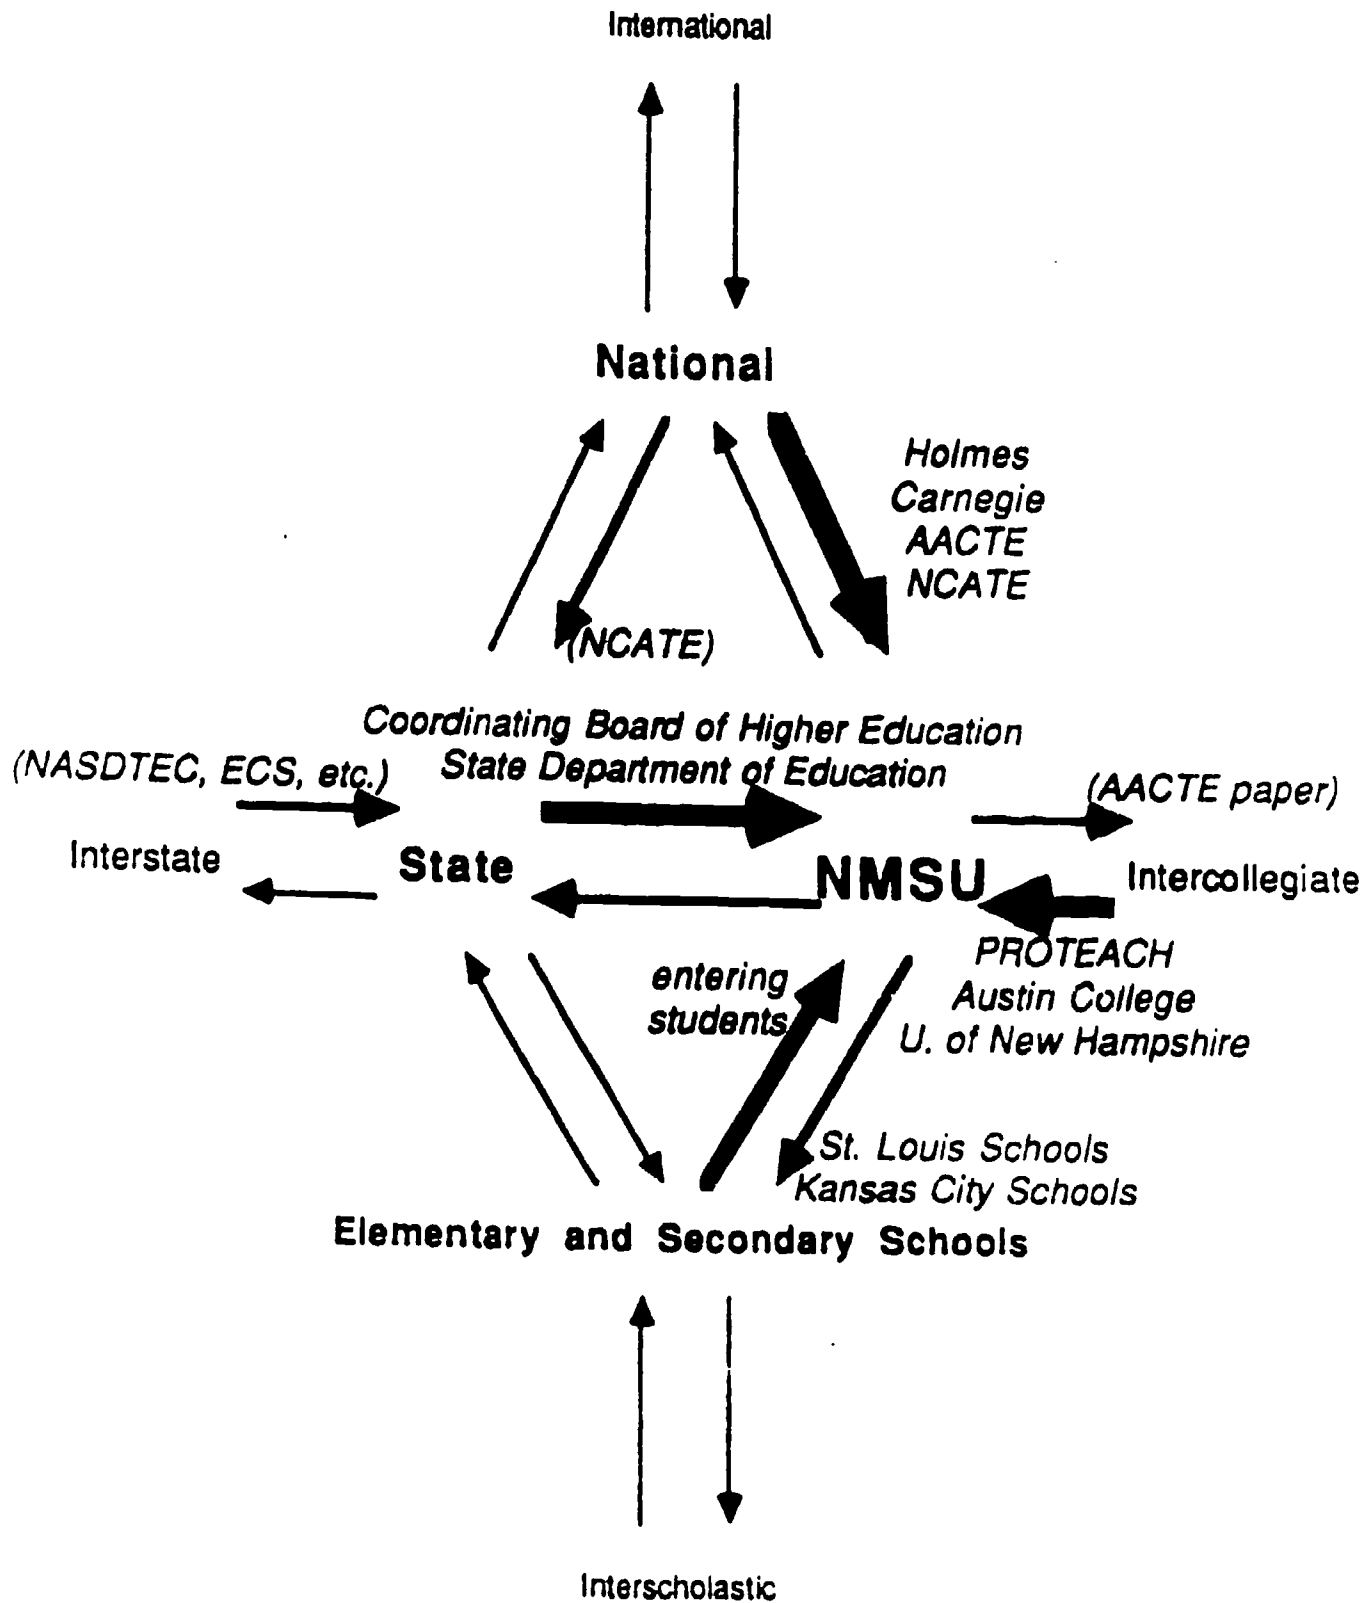 International
National
Holmes
Carnegie
AACTE
NCATE
(NCATE)
Coordinating Board of Higher Education
State Department of Education
(NASDTEC, ECS, etc.)
(AACTE paper)
Interstate
State
NMSU
Intercollegiate
PROTEACH
Austin College
U. of New Hampshire
entering
students
St. Louis Schools
Kansas City Schools
Elementary and Secondary Schools
Interscholastic